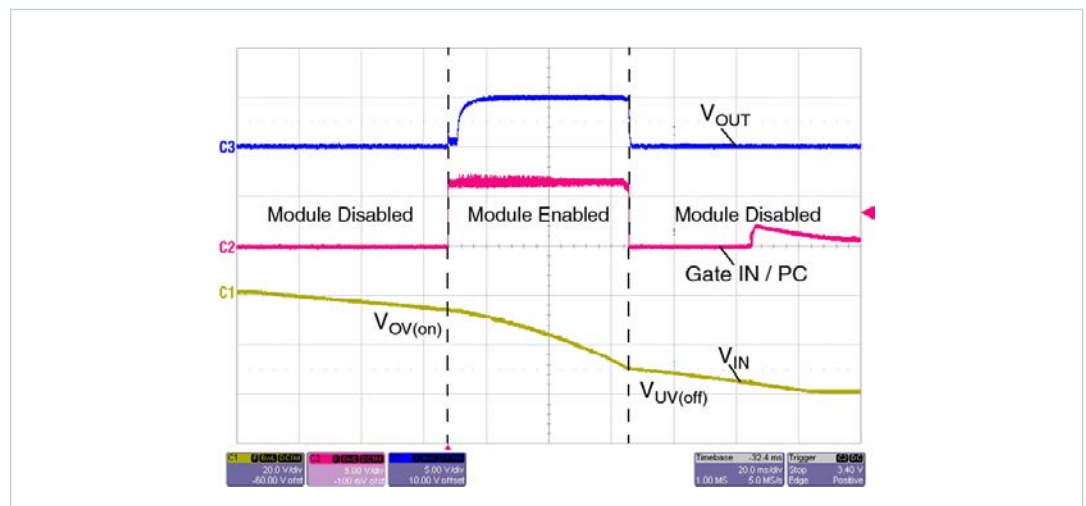 V_OUT
C3
Module Disabled
Module Enabled
Module Disabled
C2
Gate IN / PC
C1
V_OV(on)
V_IN
V_UV(off)
C1
20.0 V/div
-60.00 V ofst
C2
5.00 V/div
-100 mV ofst
5.00 V/div
10.00 V offset
Timebase -32.4 ms
20.0 ms/div
1.00 MS 5.0 MS/s
Trigger C2 DC
Stop 3.40 V
Edge Positive